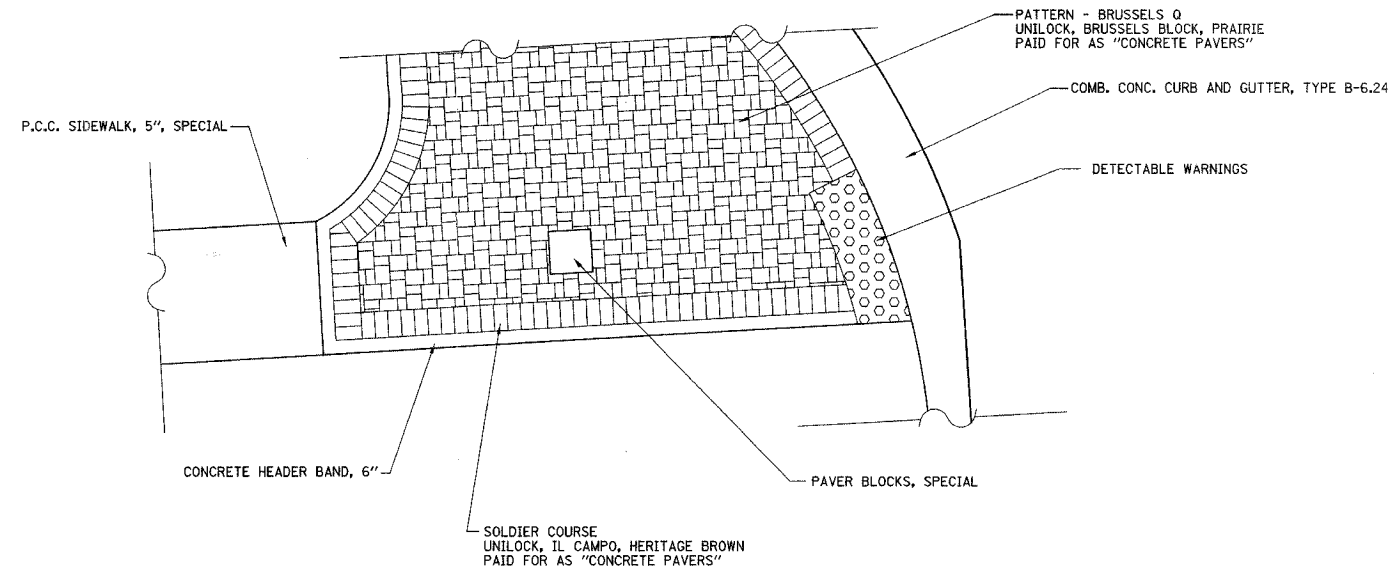 PATTERN - BRUSSELS Q
UNILOCK, BRUSSELS BLOCK, PRAIRIE
PAID FOR AS "CONCRETE PAVERS"
COMB. CONC. CURB AND GUTTER, TYPE B-6.24
P.C.C. SIDEWALK, 5", SPECIAL
DETECTABLE WARNINGS
CONCRETE HEADER BAND, 6"
PAVER BLOCKS, SPECIAL
SOLDIER COURSE
UNILOCK, IL CAMPO, HERITAGE BROWN
PAID FOR AS "CONCRETE PAVERS"